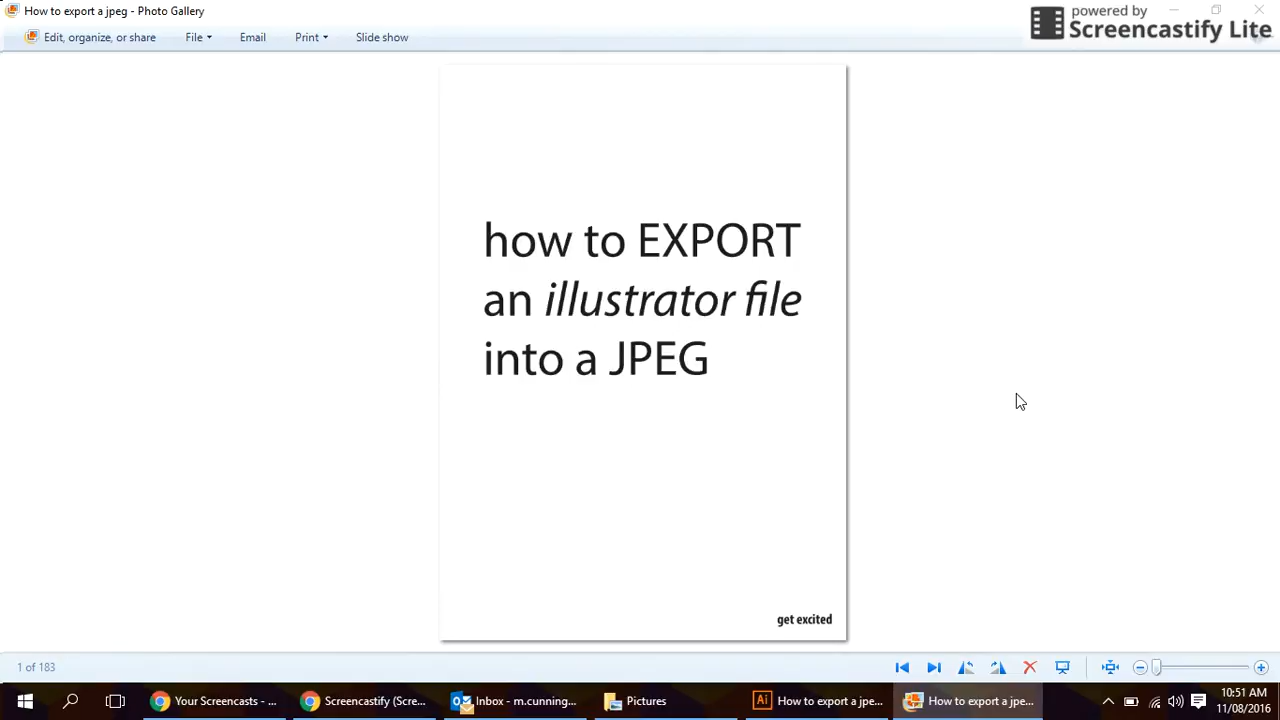 How to export a jpeg - Photo Gallery
powered by
Screencastify Lite
Edit, organize, or share File Email Print Slide show
how to EXPORT
an illustrator file
into a JPEG
get excited
1 of 183
Your Screencasts - ... Screencastify (Scre... Inbox - m.cunning... Pictures Ai How to export a jpe... How to export a jpe...
10:51 AM
11/08/2016